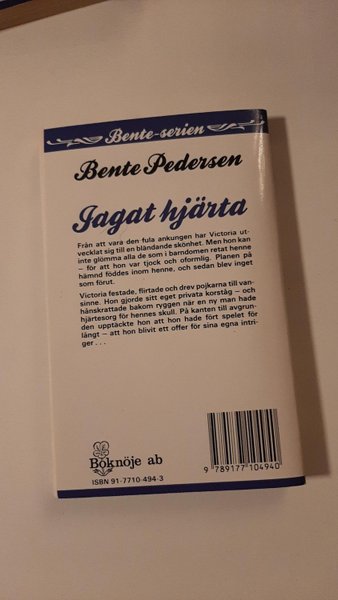 Bente-serien
Bente Pedersen
Jagat hjärta
Från att vara den fula ankungen har Victoria ut-
vecklat sig till en bländande skönhet. Men hon kan
inte glömma alla de som i barndomen retat henne
– för att hon var tjock och oformlig. Planen på
hämnd föddes inom henne, och sedan blev inget
som förut.
Victoria festade, flirtade och drev pojkarna till van-
sinne. Hon gjorde sitt eget privata korståg – och
hånskrattade bakom ryggen när en ny man hade
hjärtesorg för hennes skull. På kanten till avgrun-
den upptäckte hon att hon hade fört spelet för
långt – att hon blivit ett offer för sina egna intri-
ger . . .
Boknöje ab
ISBN 91-7710-494-3
9 789177 104940